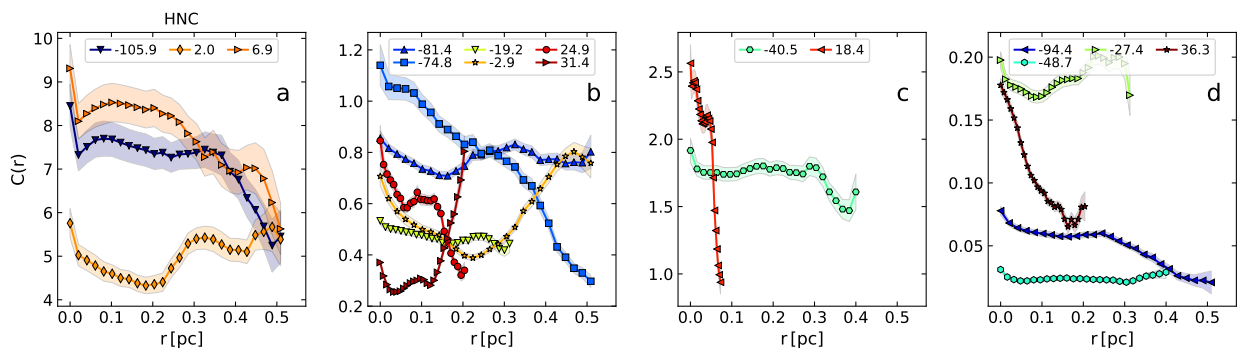 HNC
-105.9 2.0 6.9
a
C(r)
10
9
8
7
6
5
4
0.0 0.1 0.2 0.3 0.4 0.5
r [pc]
-81.4 -19.2 24.9
-74.8 -2.9 31.4
b
1.2
1.0
0.8
0.6
0.4
0.2
0.0 0.1 0.2 0.3 0.4 0.5
r [pc]
-40.5 18.4
c
2.5
2.0
1.5
1.0
0.0 0.1 0.2 0.3 0.4 0.5
r [pc]
-94.4 -27.4 36.3
-48.7
d
0.20
0.15
0.10
0.05
0.0 0.1 0.2 0.3 0.4 0.5
r [pc]